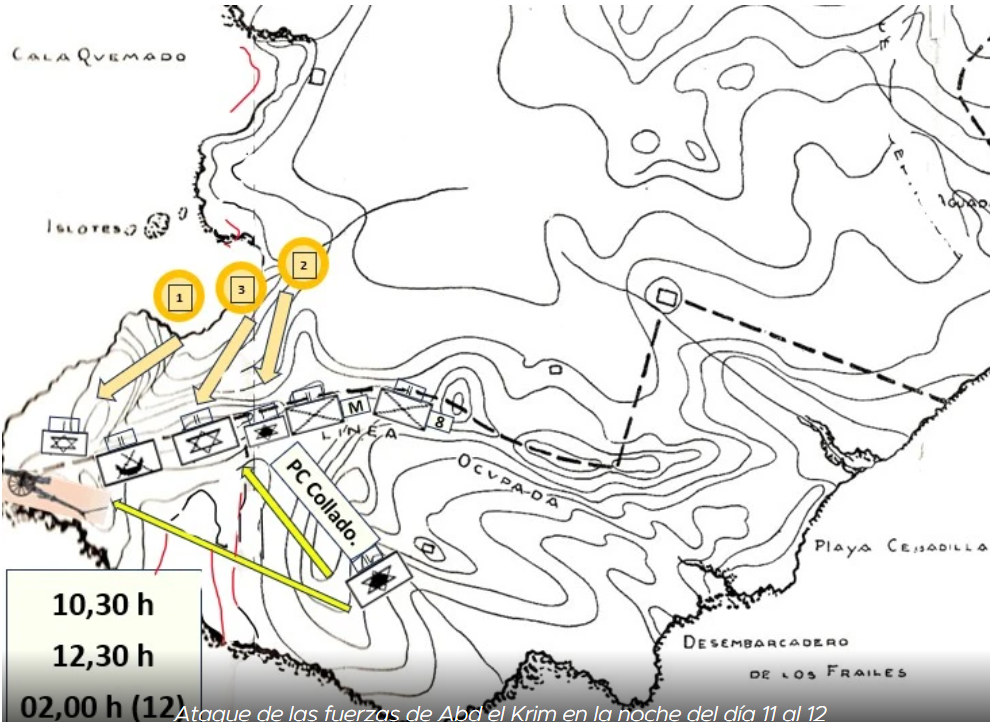 CALA QUEMADO
ISLOTES
1
3
2
M
8
LINEA
OCUPADA
PC Collado.
PLAYA CEBADILLA
DESEMBARCADERO
DE LOS FRAILES
10,30 h
12,30 h
02,00 h (12)
Ataque de las fuerzas de Abd el Krim en la noche del día 11 al 12